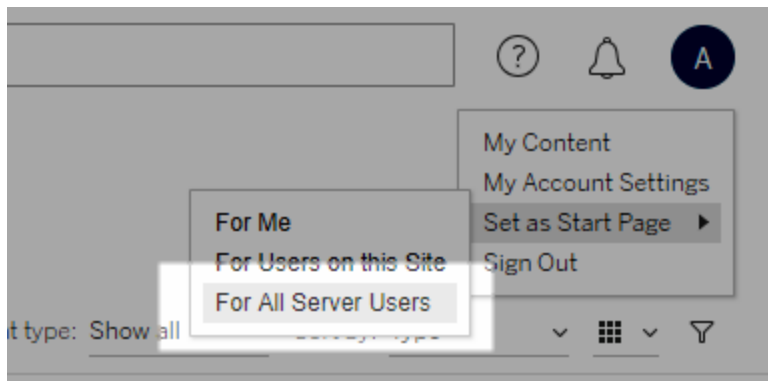 ?
A
My Content
My Account Settings
Set as Start Page
Sign Out
For Me
For Users on this Site
For All Server Users
t type: Show all